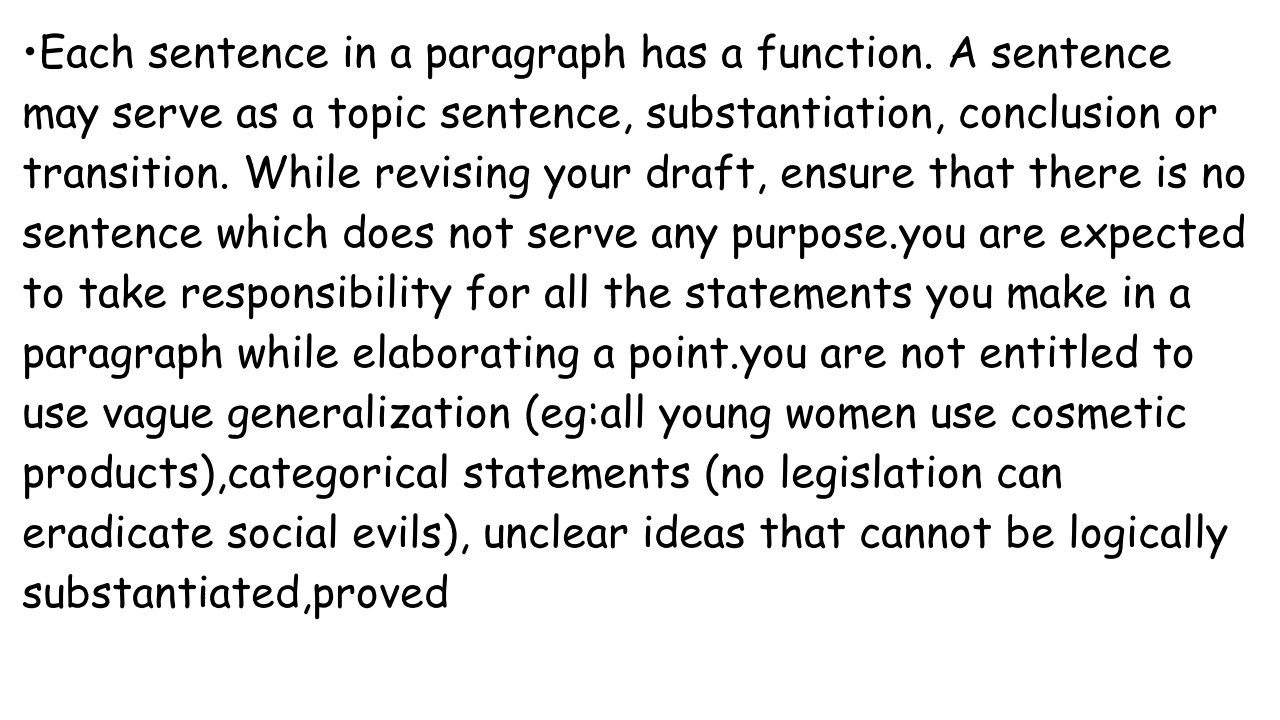 •Each sentence in a paragraph has a function. A sentence
may serve as a topic sentence, substantiation, conclusion or
transition. While revising your draft, ensure that there is no
sentence which does not serve any purpose.you are expected
to take responsibility for all the statements you make in a
paragraph while elaborating a point.you are not entitled to
use vague generalization (eg:all young women use cosmetic
products),categorical statements (no legislation can
eradicate social evils), unclear ideas that cannot be logically
substantiated,proved